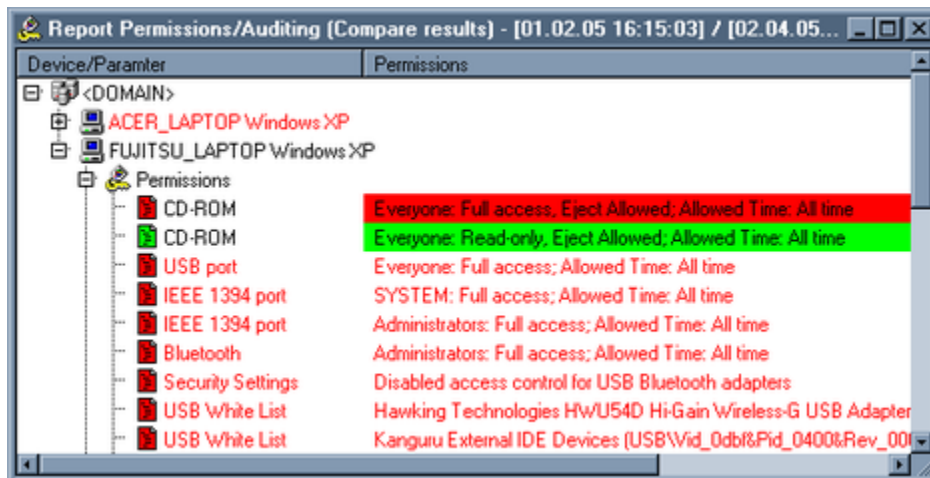 Report Permissions/Auditing (Compare results) - [01.02.05 16:15:03] / [02.04.05...
Device/Paramter Permissions
<DOMAIN>
ACER_LAPTOP Windows XP
FUJITSU_LAPTOP Windows XP
Permissions
CD-ROM Everyone: Full access, Eject Allowed; Allowed Time: All time
CD-ROM Everyone: Read-only, Eject Allowed; Allowed Time: All time
USB port Everyone: Full access; Allowed Time: All time
IEEE 1394 port SYSTEM: Full access; Allowed Time: All time
IEEE 1394 port Administrators: Full access; Allowed Time: All time
Bluetooth Administrators: Full access; Allowed Time: All time
Security Settings Disabled access control for USB Bluetooth adapters
USB White List Hawking Technologies HWU54D Hi-Gain Wireless-G USB Adapter
USB White List Kanguru External IDE Devices (USB\Vid_0dbf&Pid_0400&Rev_00